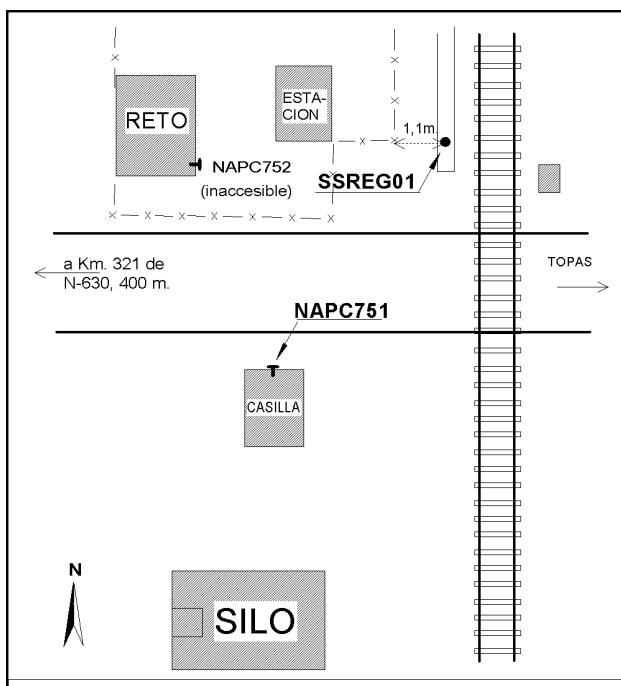 RETO
ESTA-
CION
1,1m.
NAPC752
(inaccesible)
SSREG01
a Km. 321 de
N-630, 400 m.
TOPAS
NAPC751
CASILLA
N
SILO